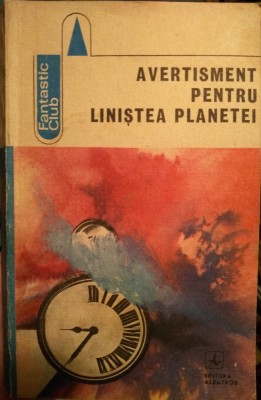 Fantastic
Club
AVERTISMENT
PENTRU
LINIȘTEA PLANETEI
EDITURA
ALBATROS